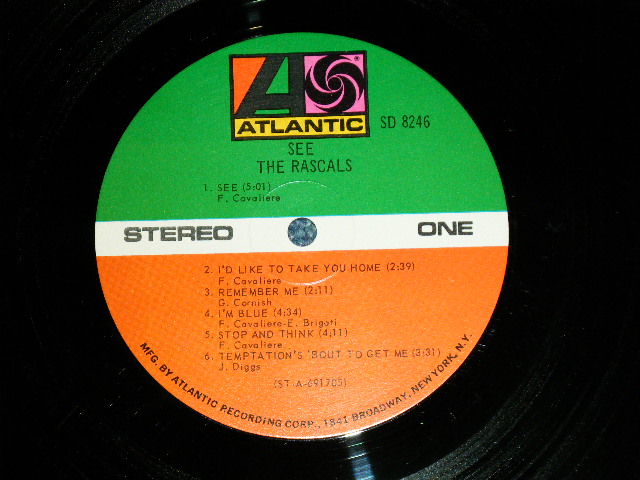 ATLANTIC
SD 8246
SEE
THE RASCALS
1. SEE (5:01)
F. Cavaliere
STEREO ONE
2. I'D LIKE TO TAKE YOU HOME (2:39)
F. Cavaliere
3. REMEMBER ME (2:11)
G. Cornish
4. I'M BLUE (4:34)
F. Cavaliere-E. Brigati
5. STOP AND THINK (4:11)
F. Cavaliere
6. TEMPTATION'S 'BOUT TO GET ME (3:31)
J. Diggs
(ST-A-691705)
MFG. BY ATLANTIC RECORDING CORP., 1841 BROADWAY, NEW YORK, N.Y.